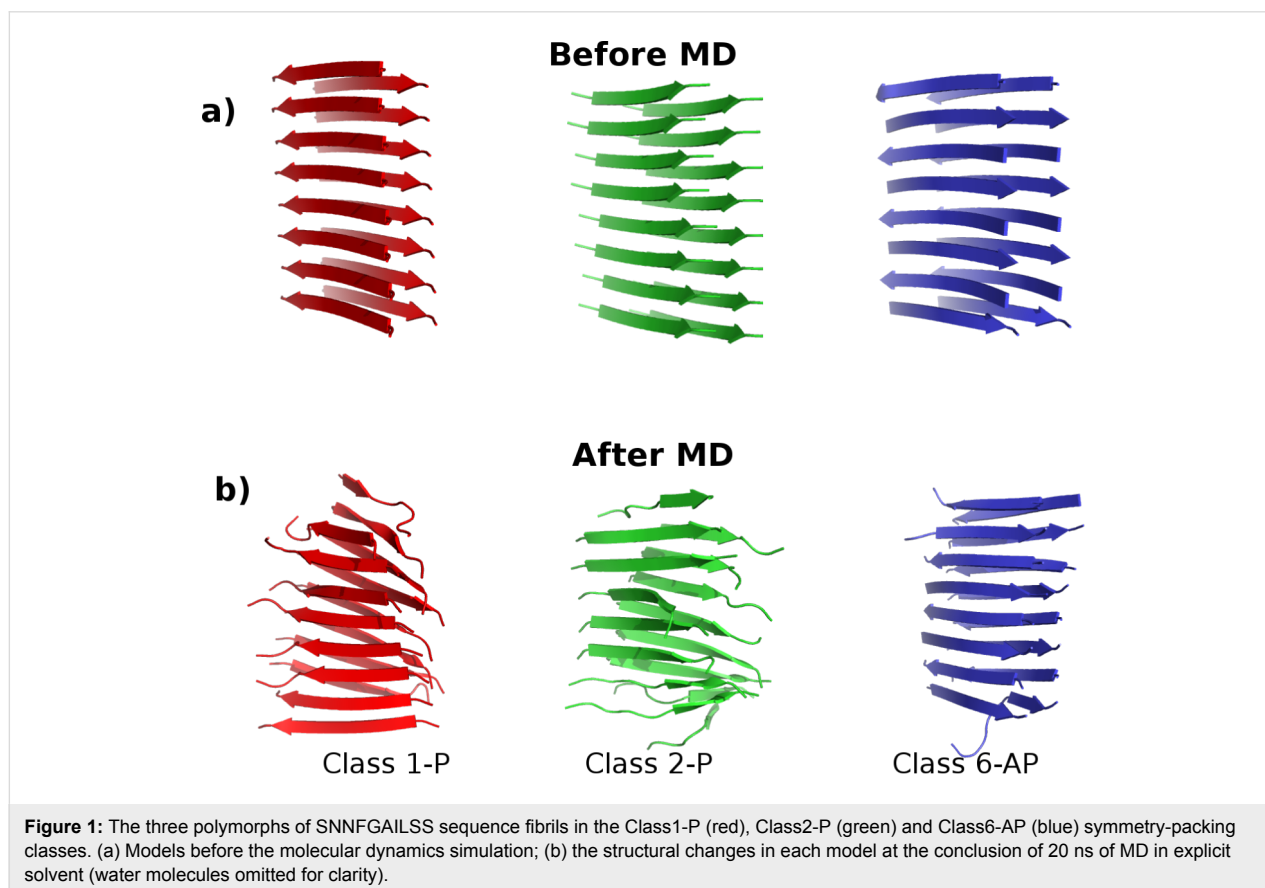 Before MD
a)
After MD
b)
Class 1-P
Class 2-P
Class 6-AP
Figure 1: The three polymorphs of SNNFGAILSS sequence fibrils in the Class1-P (red), Class2-P (green) and Class6-AP (blue) symmetry-packing
classes. (a) Models before the molecular dynamics simulation; (b) the structural changes in each model at the conclusion of 20 ns of MD in explicit
solvent (water molecules omitted for clarity).